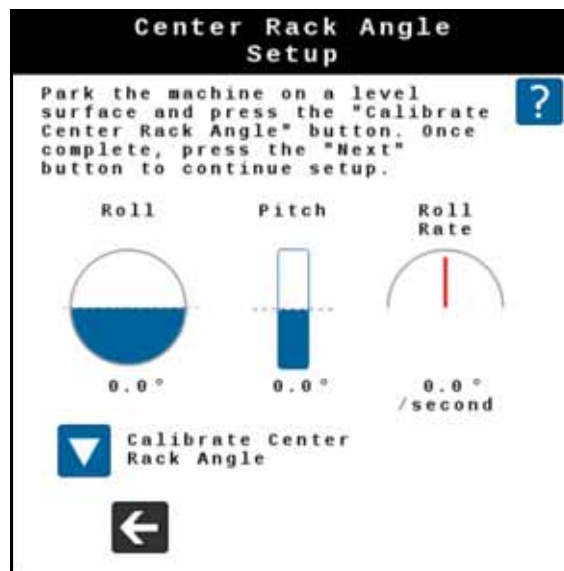 Center Rack Angle
Setup
Park the machine on a level
surface and press the "Calibrate
Center Rack Angle" button. Once
complete, press the "Next"
button to continue setup.
?
Roll
Pitch
Roll
Rate
0.0°
0.0°
0.0 °
/second
Calibrate Center
Rack Angle